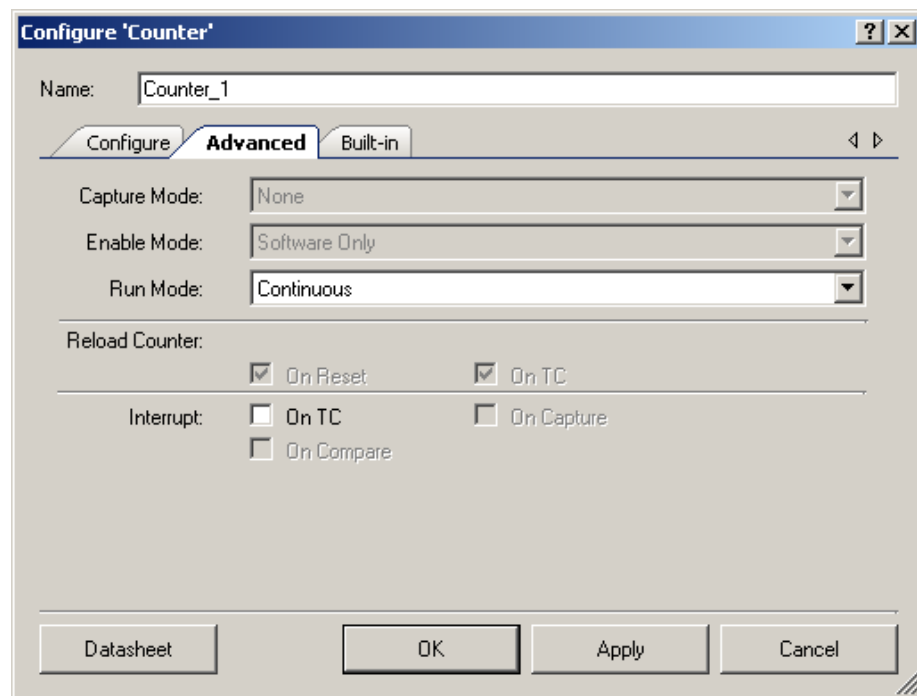 Configure 'Counter'
Name: Counter_1
Configure Advanced Built-in
Capture Mode: None
Enable Mode: Software Only
Run Mode: Continuous
Reload Counter:
On Reset On TC
Interrupt: On TC On Capture
On Compare
Datasheet OK Apply Cancel